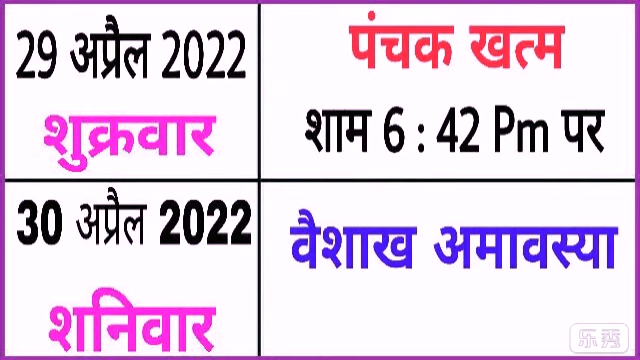 29 अप्रैल 2022
शुक्रवार
पंचक खत्म
शाम 6 : 42 Pm पर
30 अप्रैल 2022
शनिवार
वैशाख अमावस्या
乐秀